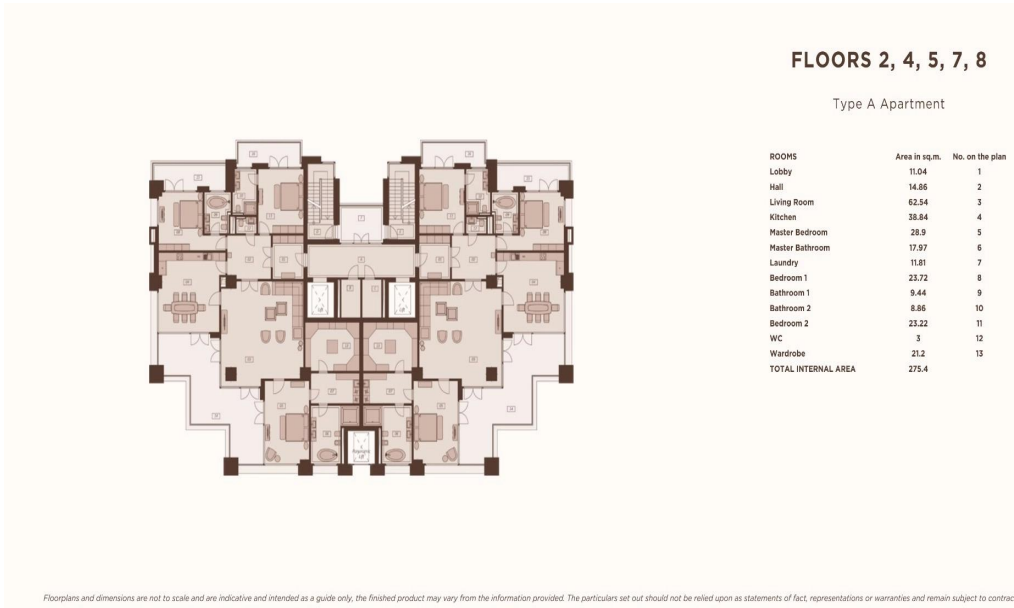 FLOORS 2, 4, 5, 7, 8
Type A Apartment
ROOMS Area in sq.m. No. on the plan
Lobby 11.04 1
Hall 14.86 2
Living Room 62.54 3
Kitchen 38.84 4
Master Bedroom 28.9 5
Master Bathroom 17.97 6
Laundry 11.81 7
Bedroom 1 23.72 8
Bathroom 1 9.44 9
Bathroom 2 8.86 10
Bedroom 2 23.22 11
WC 3 12
Wardrobe 21.2 13
TOTAL INTERNAL AREA 275.4
Floorplans and dimensions are not to scale and are indicative and intended as a guide only, the finished product may vary from the information provided. The particulars set out should not be relied upon as statements of fact, representations or warranties and remain subject to contrac